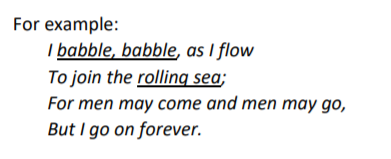 For example:
I babble, babble, as I flow
To join the rolling sea;
For men may come and men may go,
But I go on forever.